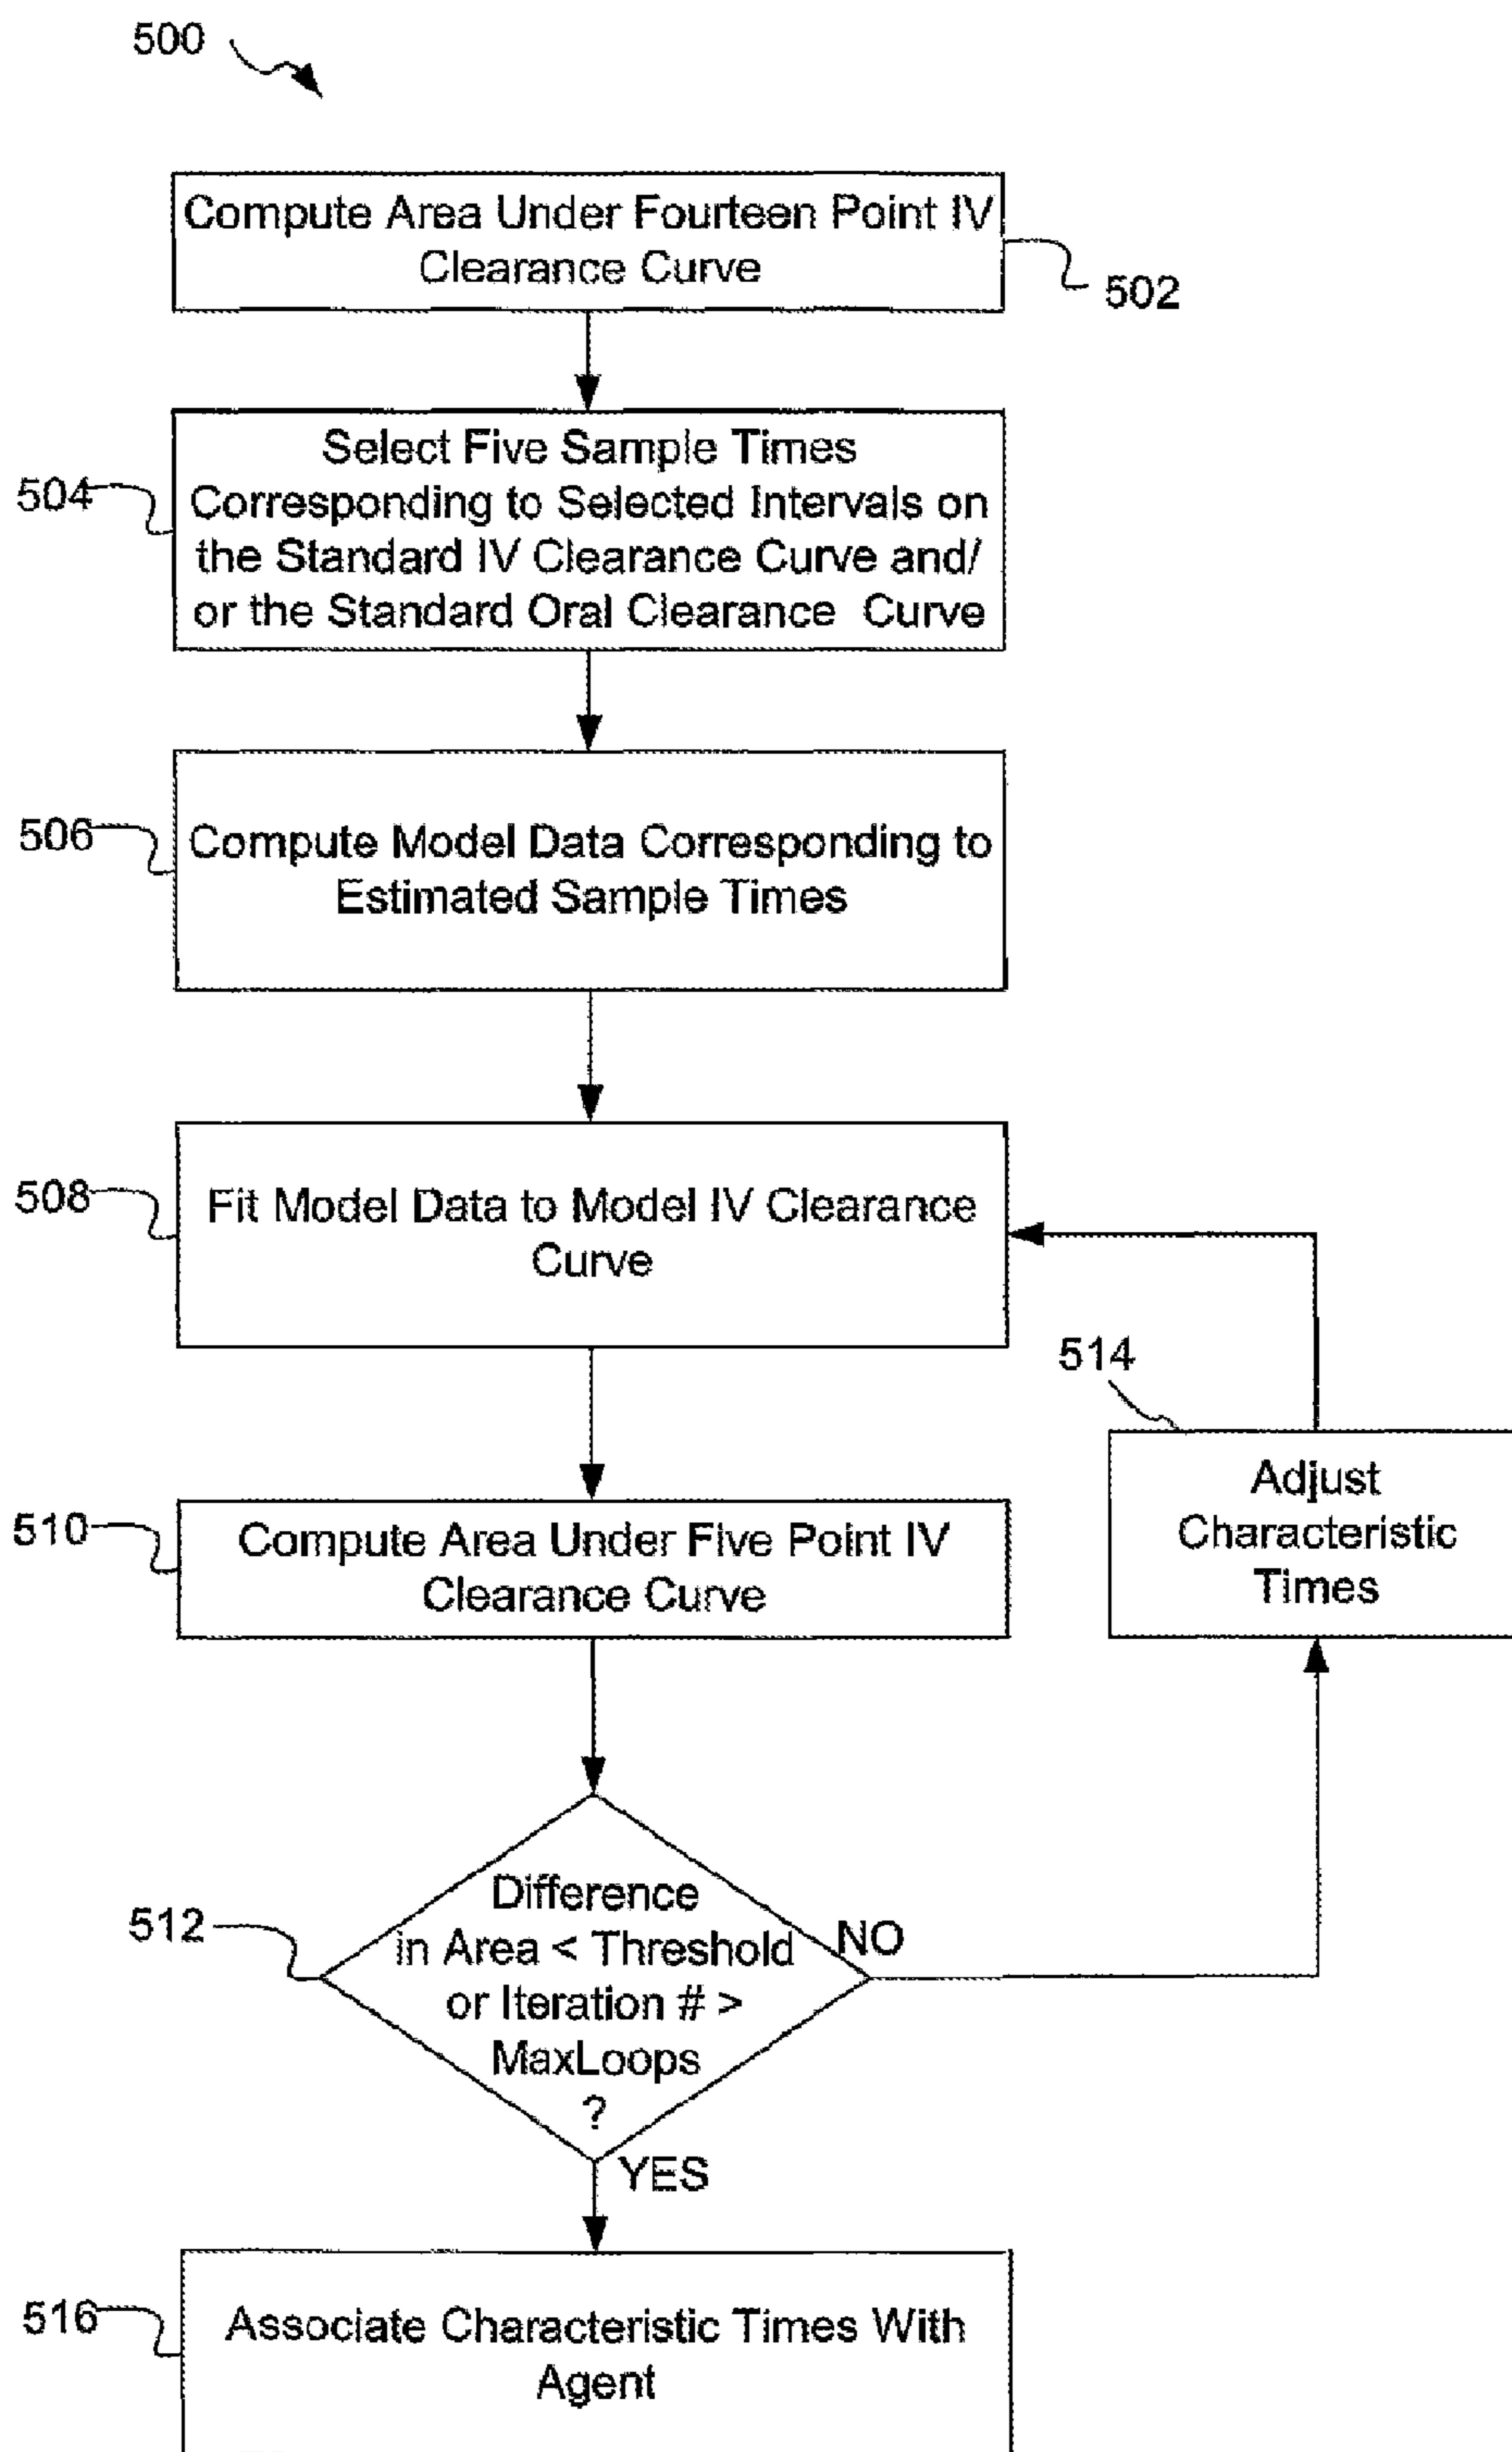 500
Compute Area Under Fourteen Point IV
Clearance Curve
502
504
Select Five Sample Times
Corresponding to Selected Intervals on
the Standard IV Clearance Curve and/
or the Standard Oral Clearance Curve
506
Compute Model Data Corresponding to
Estimated Sample Times
508
Fit Model Data to Model IV Clearance
Curve
514
Adjust
Characteristic
Times
510
Compute Area Under Five Point IV
Clearance Curve
512
Difference
in Area < Threshold
or Iteration # >
MaxLoops
?
NO
YES
516
Associate Characteristic Times With
Agent